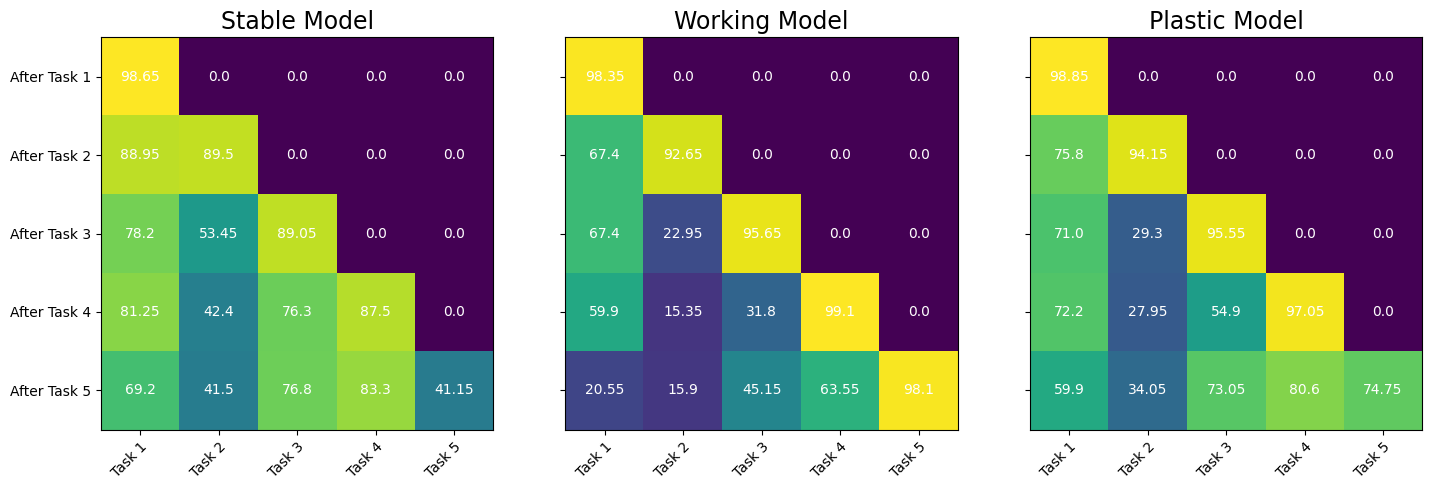 Stable Model
Working Model
Plastic Model
After Task 1 98.65 0.0 0.0 0.0 0.0 98.35 0.0 0.0 0.0 0.0 98.85 0.0 0.0 0.0 0.0
After Task 2 88.95 89.5 0.0 0.0 0.0 67.4 92.65 0.0 0.0 0.0 75.8 94.15 0.0 0.0 0.0
After Task 3 78.2 53.45 89.05 0.0 0.0 67.4 22.95 95.65 0.0 0.0 71.0 29.3 95.55 0.0 0.0
After Task 4 81.25 42.4 76.3 87.5 0.0 59.9 15.35 31.8 99.1 0.0 72.2 27.95 54.9 97.05 0.0
After Task 5 69.2 41.5 76.8 83.3 41.15 20.55 15.9 45.15 63.55 98.1 59.9 34.05 73.05 80.6 74.75
Task 1 Task 2 Task 3 Task 4 Task 5 Task 1 Task 2 Task 3 Task 4 Task 5 Task 1 Task 2 Task 3 Task 4 Task 5